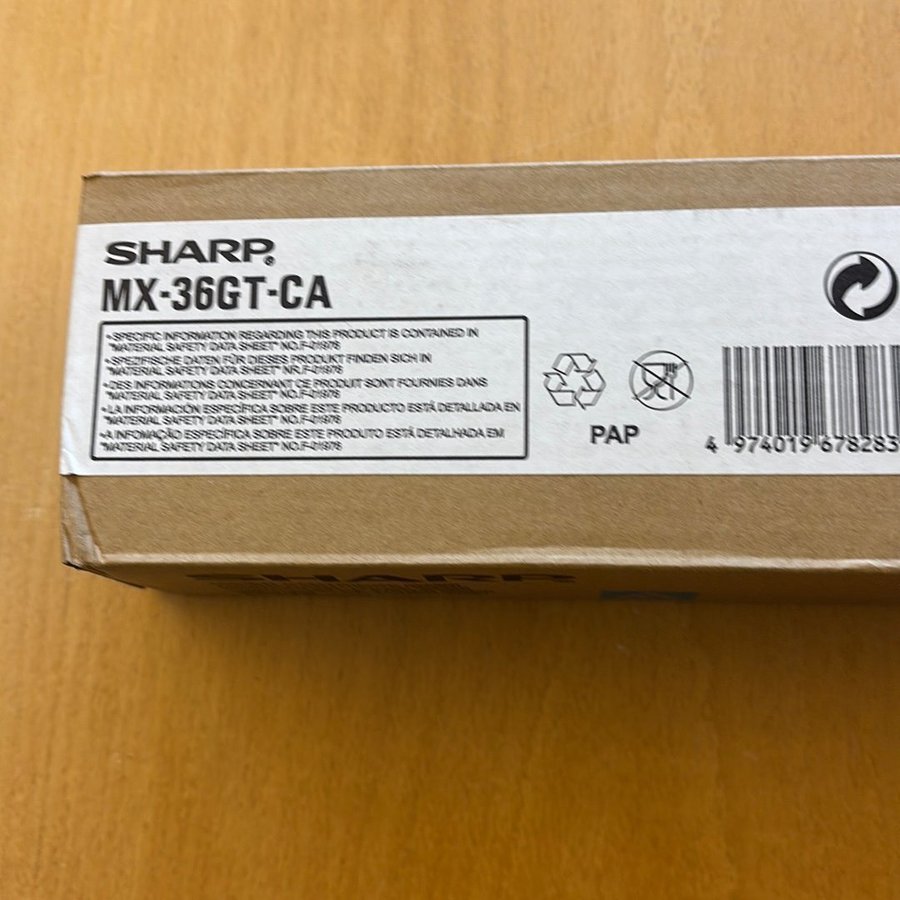 SHARP®
MX-36GT-CA
•SPECIFIC INFORMATION REGARDING THIS PRODUCT IS CONTAINED IN
"MATERIAL SAFETY DATA SHEET" NO.F-01978
•SPEZIFISCHE DATEN FÜR DIESES PRODUKT FINDEN SICH IN
"MATERIAL SAFETY DATA SHEET" NR.F-01978
•DES INFORMATIONS CONCERNANT CE PRODUIT SONT FOURNIES DANS
"MATERIAL SAFETY DATA SHEET" NO.F-01978
•LA INFORMACIÓN ESPECÍFICA SOBRE ESTE PRODUCTO ESTÁ DETALLADA EN
"MATERIAL SAFETY DATA SHEET" NO.F-01978
•A INFOMAÇÃO ESPECÍFICA SOBRE ESTE PRODUTO ESTÁ DETALHADA EM
"MATERIAL SAFETY DATA SHEET" NO.F-01978
PAP
4 974019 678283
SHARP